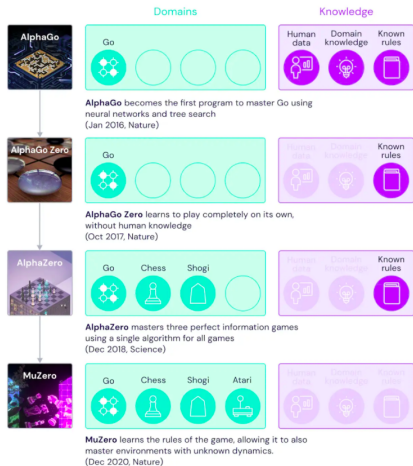 Domains
Knowledge
AlphaGo
Go
Human data
Domain knowledge
Known rules
AlphaGo becomes the first program to master Go using
neural networks and tree search
(Jan 2016, Nature)
AlphaGo Zero
Go
Human data
Domain knowledge
Known rules
AlphaGo Zero learns to play completely on its own,
without human knowledge
(Oct 2017, Nature)
AlphaZero
Go
Chess
Shogi
Human data
Domain knowledge
Known rules
AlphaZero masters three perfect information games
using a single algorithm for all games
(Dec 2018, Science)
MuZero
Go
Chess
Shogi
Atari
Human data
Domain knowledge
Known rules
MuZero learns the rules of the game, allowing it to also
master environments with unknown dynamics.
(Dec 2020, Nature)